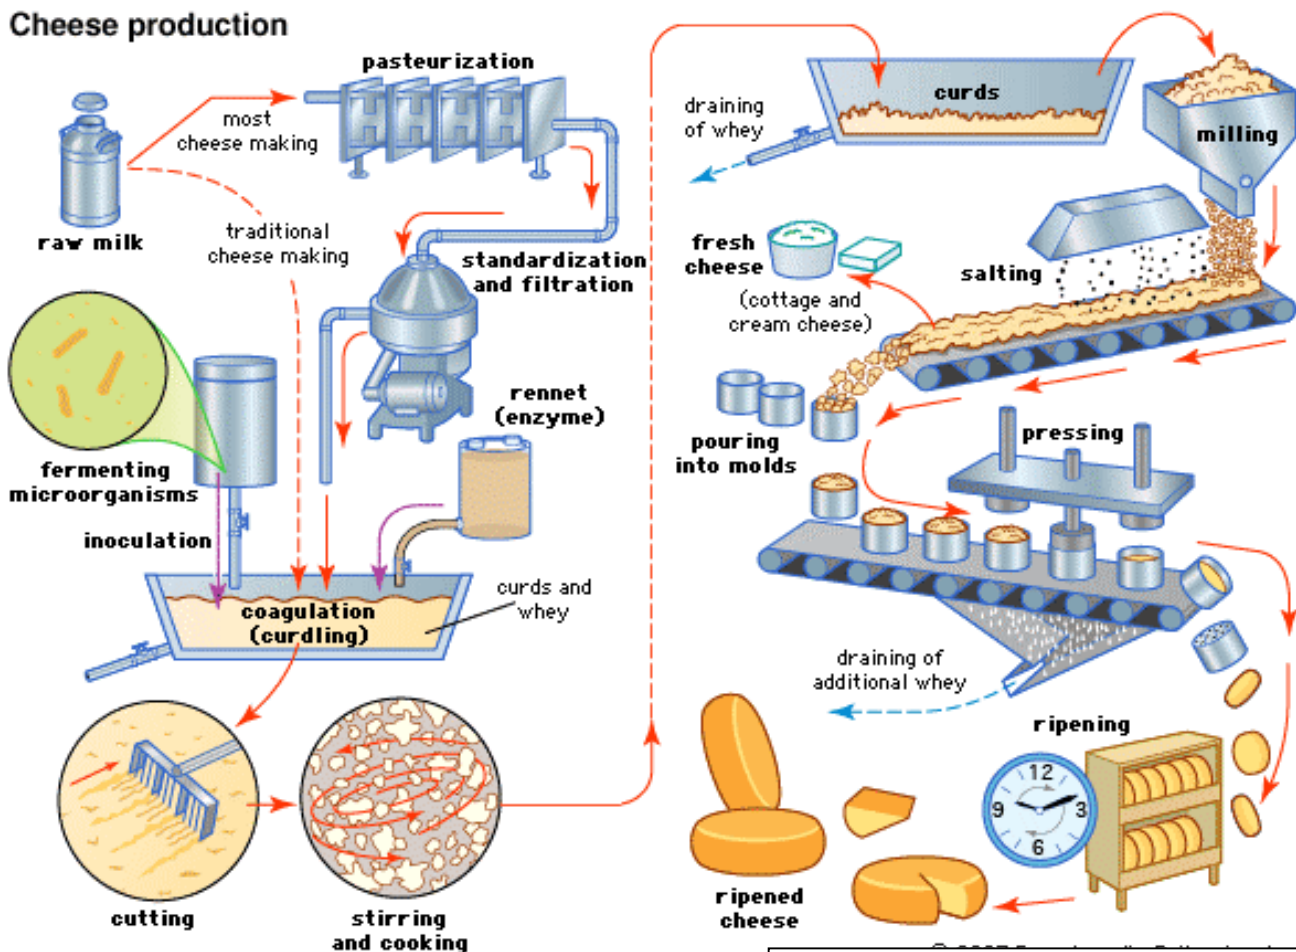 Cheese production
pasteurization
most
cheese making
raw milk
traditional
cheese making
standardization
and filtration
fermenting
microorganisms
rennet
(enzyme)
inoculation
coagulation
(curdling)
curds and
whey
cutting
stirring
and cooking
curds
draining
of whey
milling
salting
fresh
cheese
(cottage and
cream cheese)
pouring
into molds
pressing
draining of
additional whey
ripening
12
9
3
6
ripened
cheese